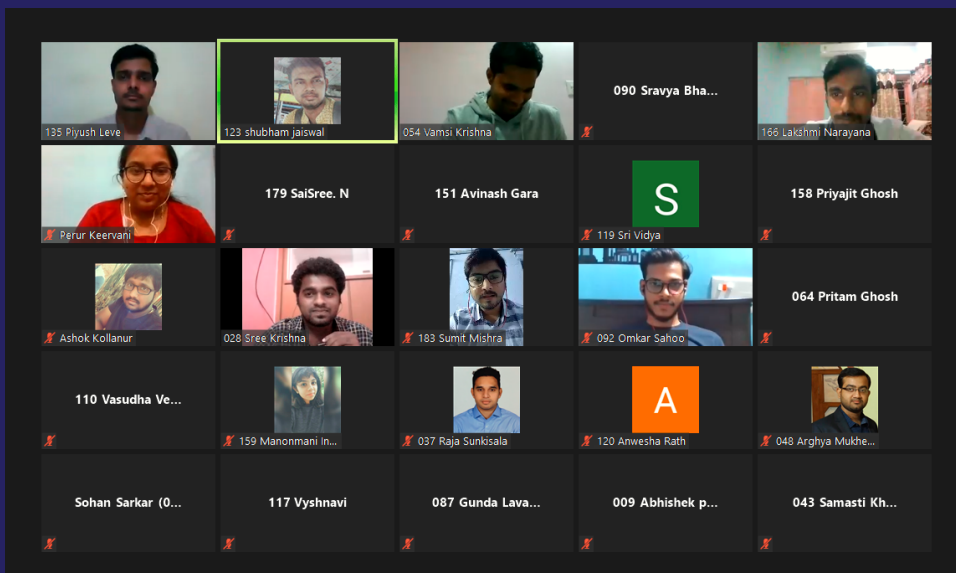 135 Piyush Leve
123 shubham jaiswal
054 Vamsi Krishna
090 Sravya Bha...
166 Lakshmi Narayana
Perur Keervani
179 SaiSree. N
151 Avinash Gara
S
119 Sri Vidya
158 Priyajit Ghosh
Ashok Kollanur
028 Sree Krishna
183 Sumit Mishra
092 Omkar Sahoo
064 Pritam Ghosh
110 Vasudha Ve...
159 Manonmani In...
037 Raja Sunkisala
A
120 Anwesha Rath
048 Arghya Mukhe...
Sohan Sarkar (0...
117 Vyshnavi
087 Gunda Lava...
009 Abhishek p...
043 Samasti Kh...